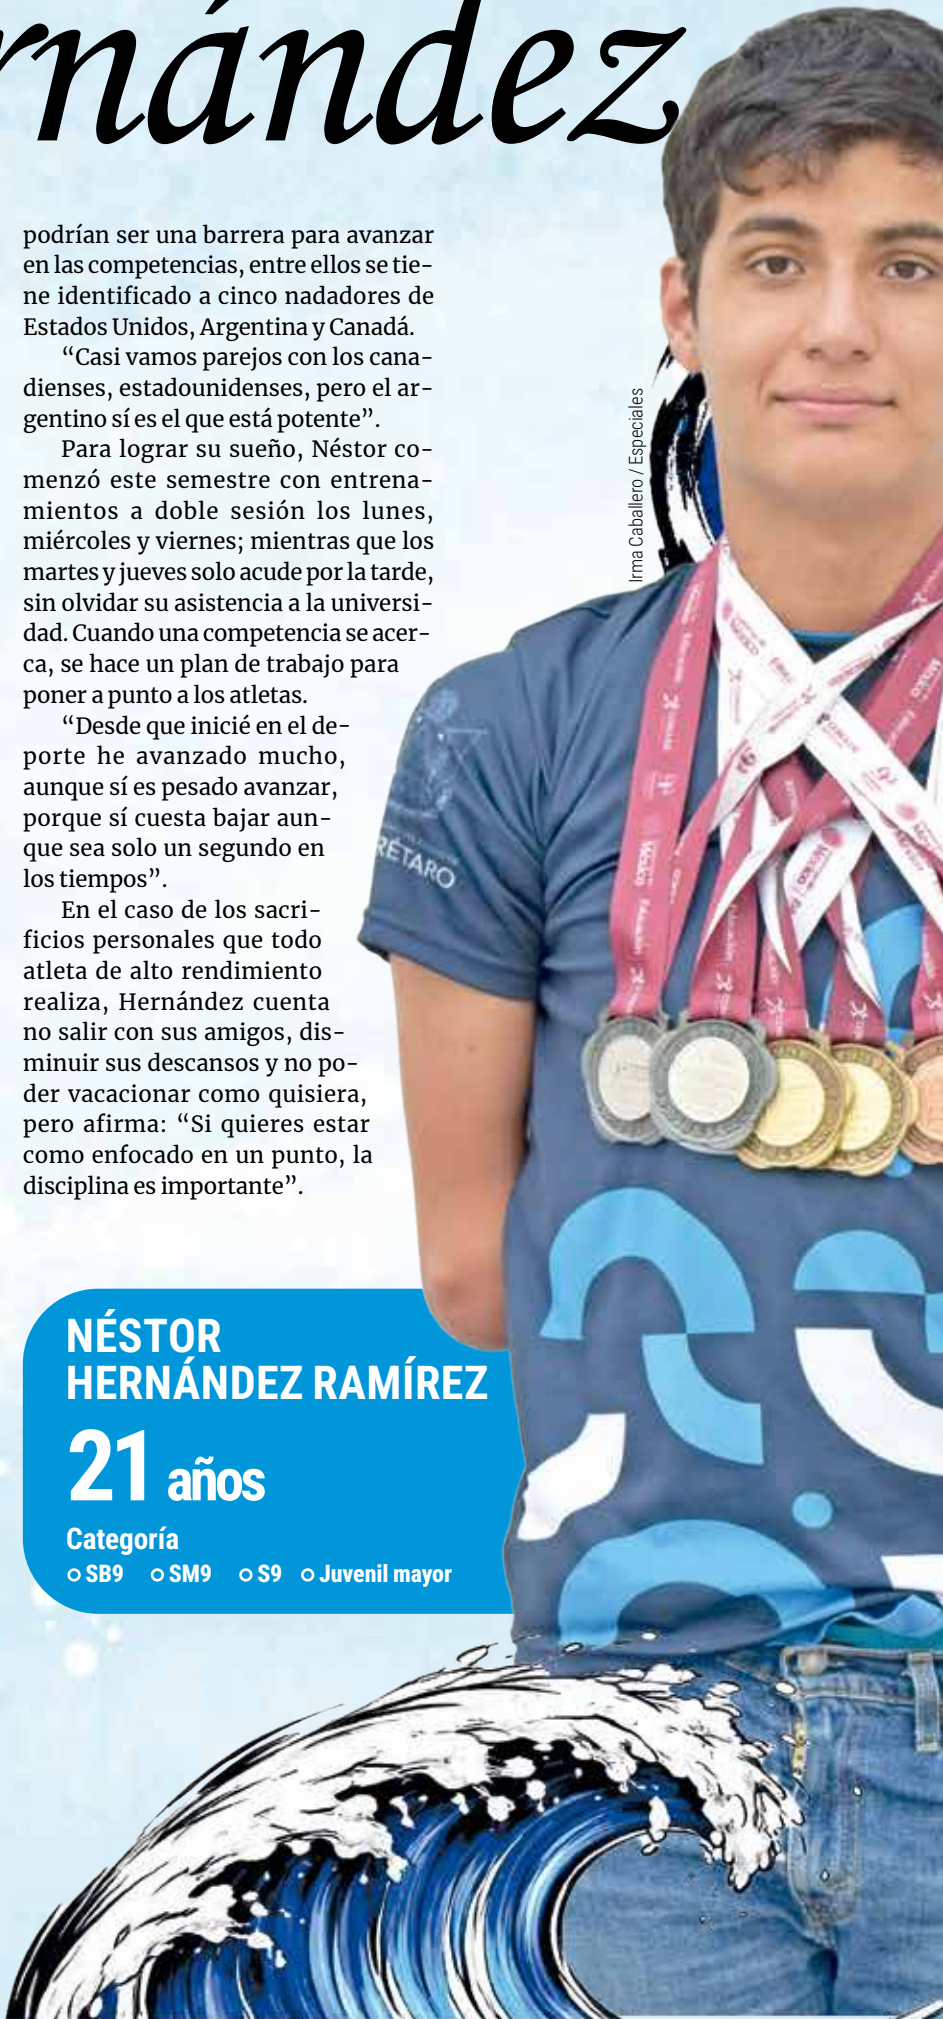 rnández
podrían ser una barrera para avanzar
en las competencias, entre ellos se tie-
ne identificado a cinco nadadores de
Estados Unidos, Argentina y Canadá.
“Casi vamos parejos con los cana-
dienses, estadounidenses, pero el ar-
gentino sí es el que está potente”.
Para lograr su sueño, Néstor co-
menzó este semestre con entrena-
mientos a doble sesión los lunes,
miércoles y viernes; mientras que los
martes y jueves solo acude por la tarde,
sin olvidar su asistencia a la universi-
dad. Cuando una competencia se acer-
ca, se hace un plan de trabajo para
poner a punto a los atletas.
“Desde que inicié en el de-
porte he avanzado mucho,
aunque sí es pesado avanzar,
porque sí cuesta bajar aun-
que sea solo un segundo en
los tiempos”.
En el caso de los sacri-
ficios personales que todo
atleta de alto rendimiento
realiza, Hernández cuenta
no salir con sus amigos, dis-
minuir sus descansos y no po-
der vacacionar como quisiera,
pero afirma: “Si quieres estar
como enfocado en un punto, la
disciplina es importante”.
Irma Caballero / Especiales
RÉTARO
México
NÉSTOR
HERNÁNDEZ RAMÍREZ
21 años
Categoría
SB9 SM9 S9 Juvenil mayor